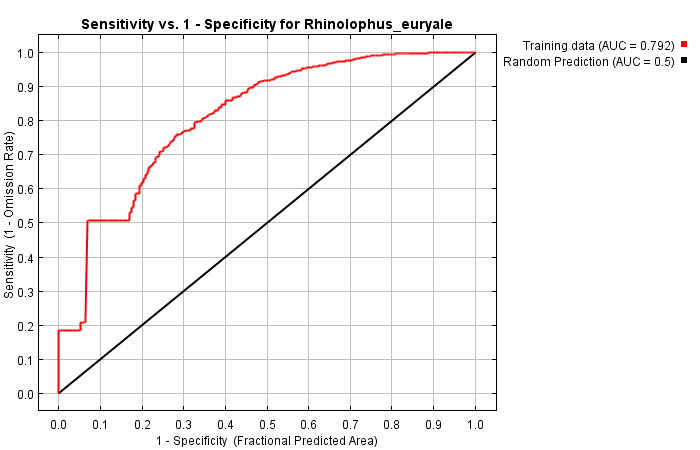 Sensitivity vs. 1 - Specificity for Rhinolophus_euryale
Training data (AUC = 0.792)
Random Prediction (AUC = 0.5)
Sensitivity (1 - Omission Rate)
1.0
0.9
0.8
0.7
0.6
0.5
0.4
0.3
0.2
0.1
0.0
0.0 0.1 0.2 0.3 0.4 0.5 0.6 0.7 0.8 0.9 1.0
1 - Specificity (Fractional Predicted Area)